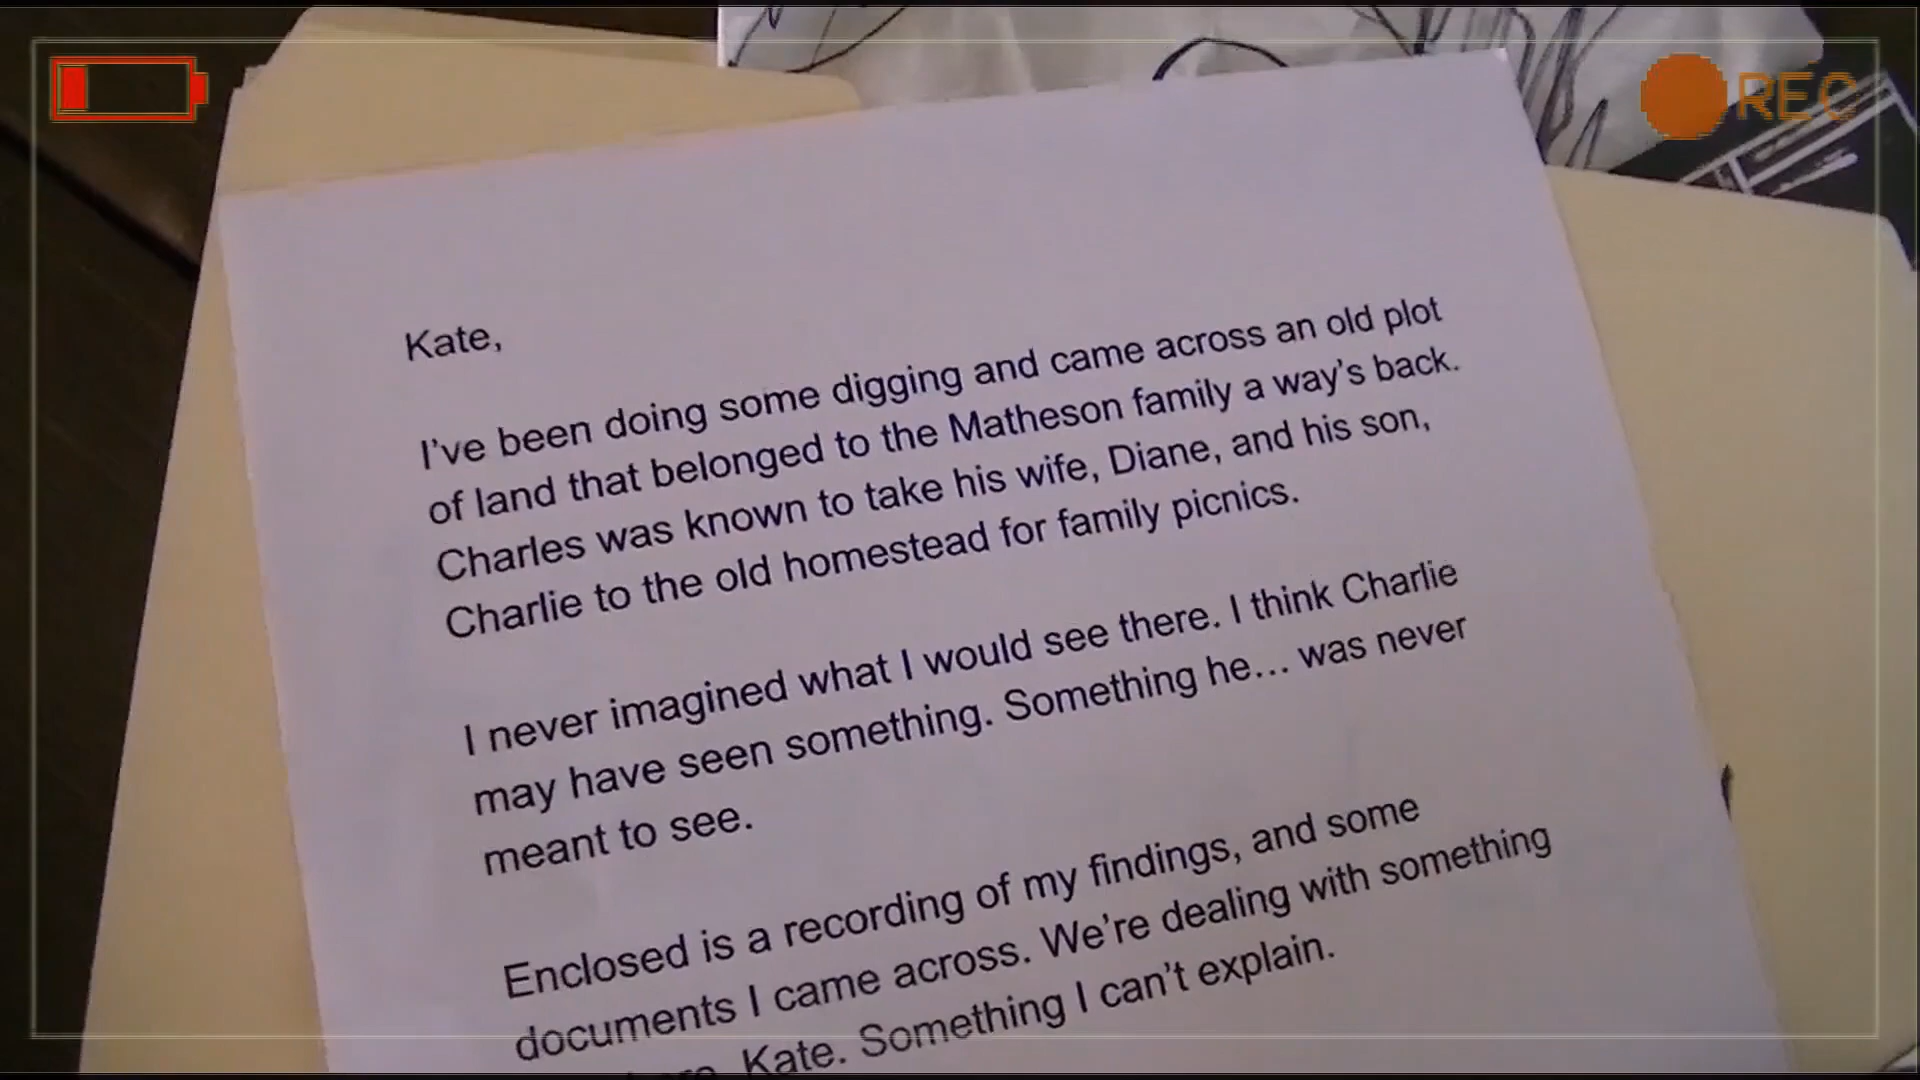 REC
Kate,
I've been doing some digging and came across an old plot
of land that belonged to the Matheson family a way's back.
Charles was known to take his wife, Diane, and his son,
Charlie to the old homestead for family picnics.
I never imagined what I would see there. I think Charlie
may have seen something. Something he... was never
meant to see.
Enclosed is a recording of my findings, and some
documents I came across. We're dealing with something
Kate. Something I can't explain.